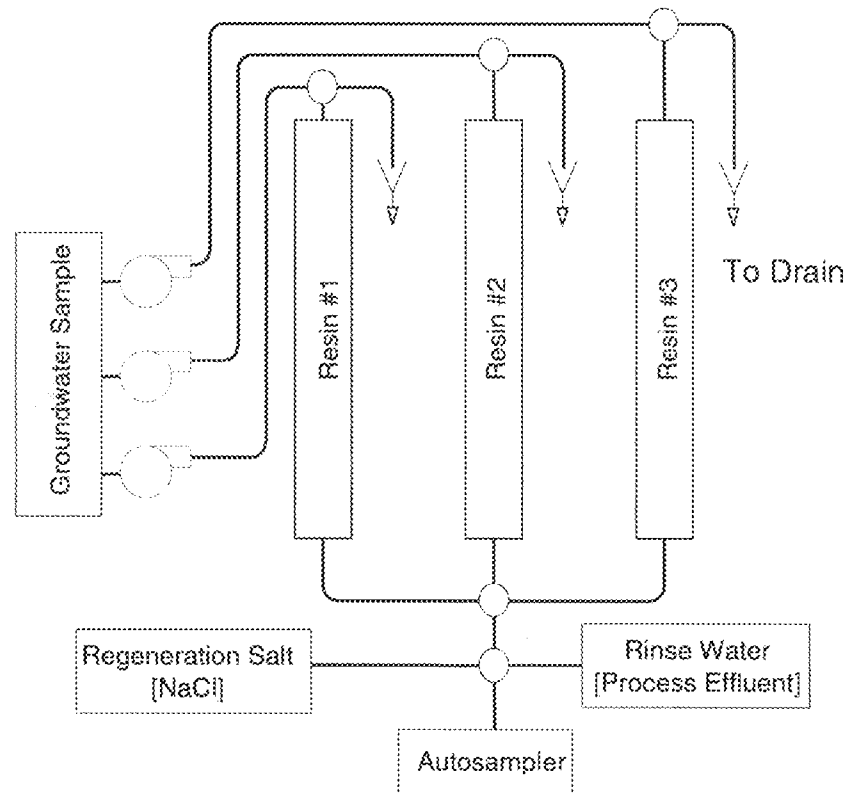 Groundwater Sample
Resin #1
Resin #2
Resin #3
To Drain
Regeneration Salt
[NaCl]
Rinse Water
[Process Effluent]
Autosampler